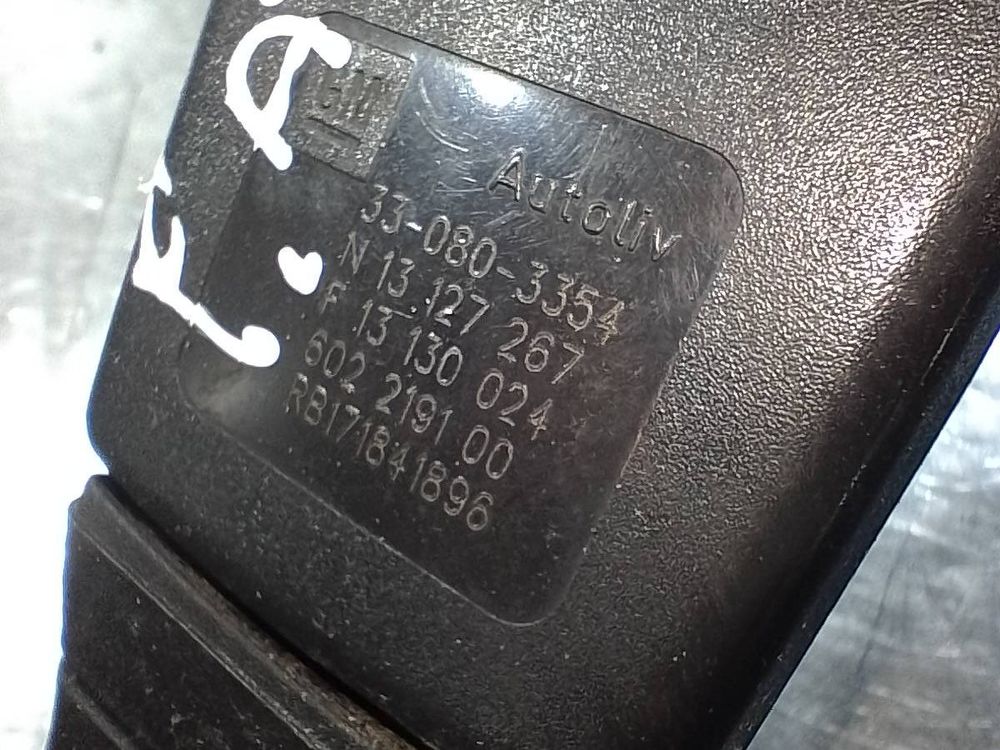 GM
Autoliv
33-080-3354
N 13 127 267
F 13 130 024
602 2191 00
RB171841896